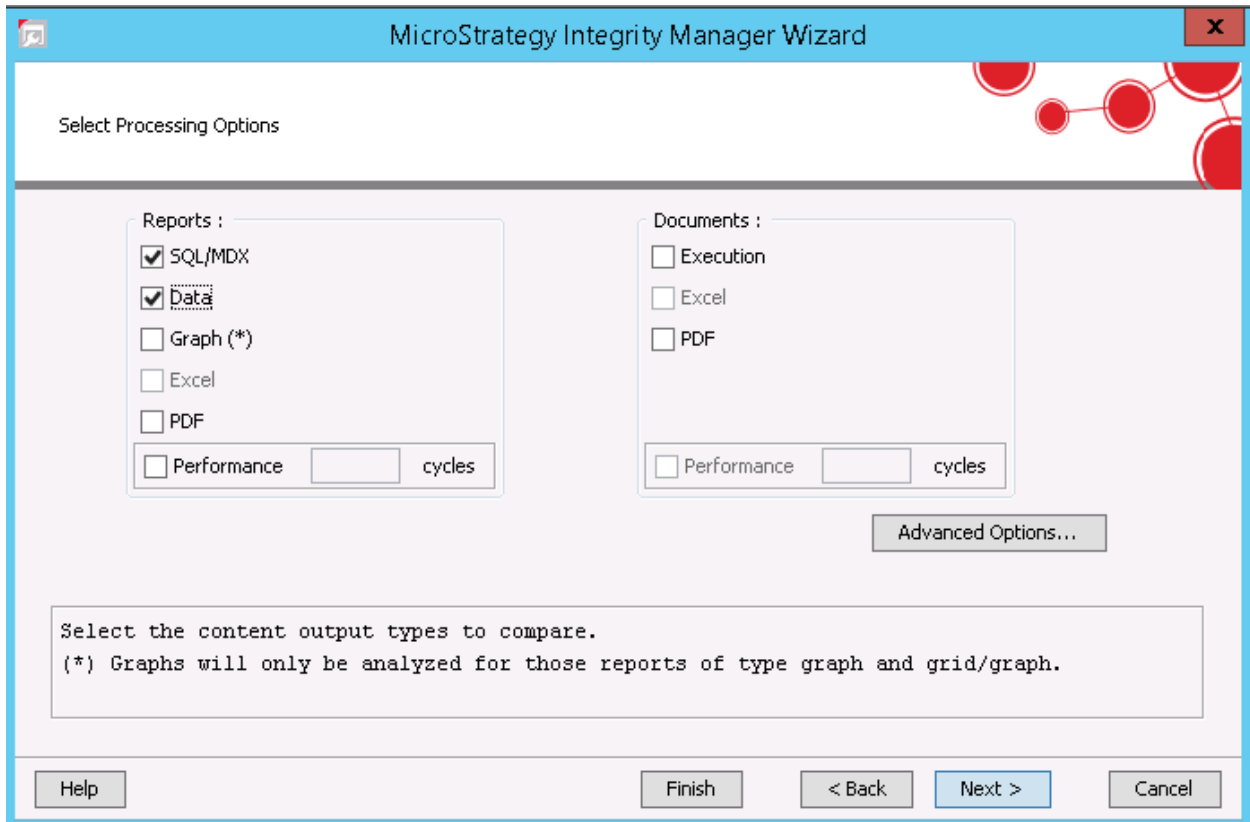 MicroStrategy Integrity Manager Wizard
x
Select Processing Options
Reports :
SQL/MDX
Data
Graph (*)
Excel
PDF
Performance cycles
Documents :
Execution
Excel
PDF
Performance cycles
Advanced Options...
Select the content output types to compare.
(*) Graphs will only be analyzed for those reports of type graph and grid/graph.
Help Finish < Back Next > Cancel